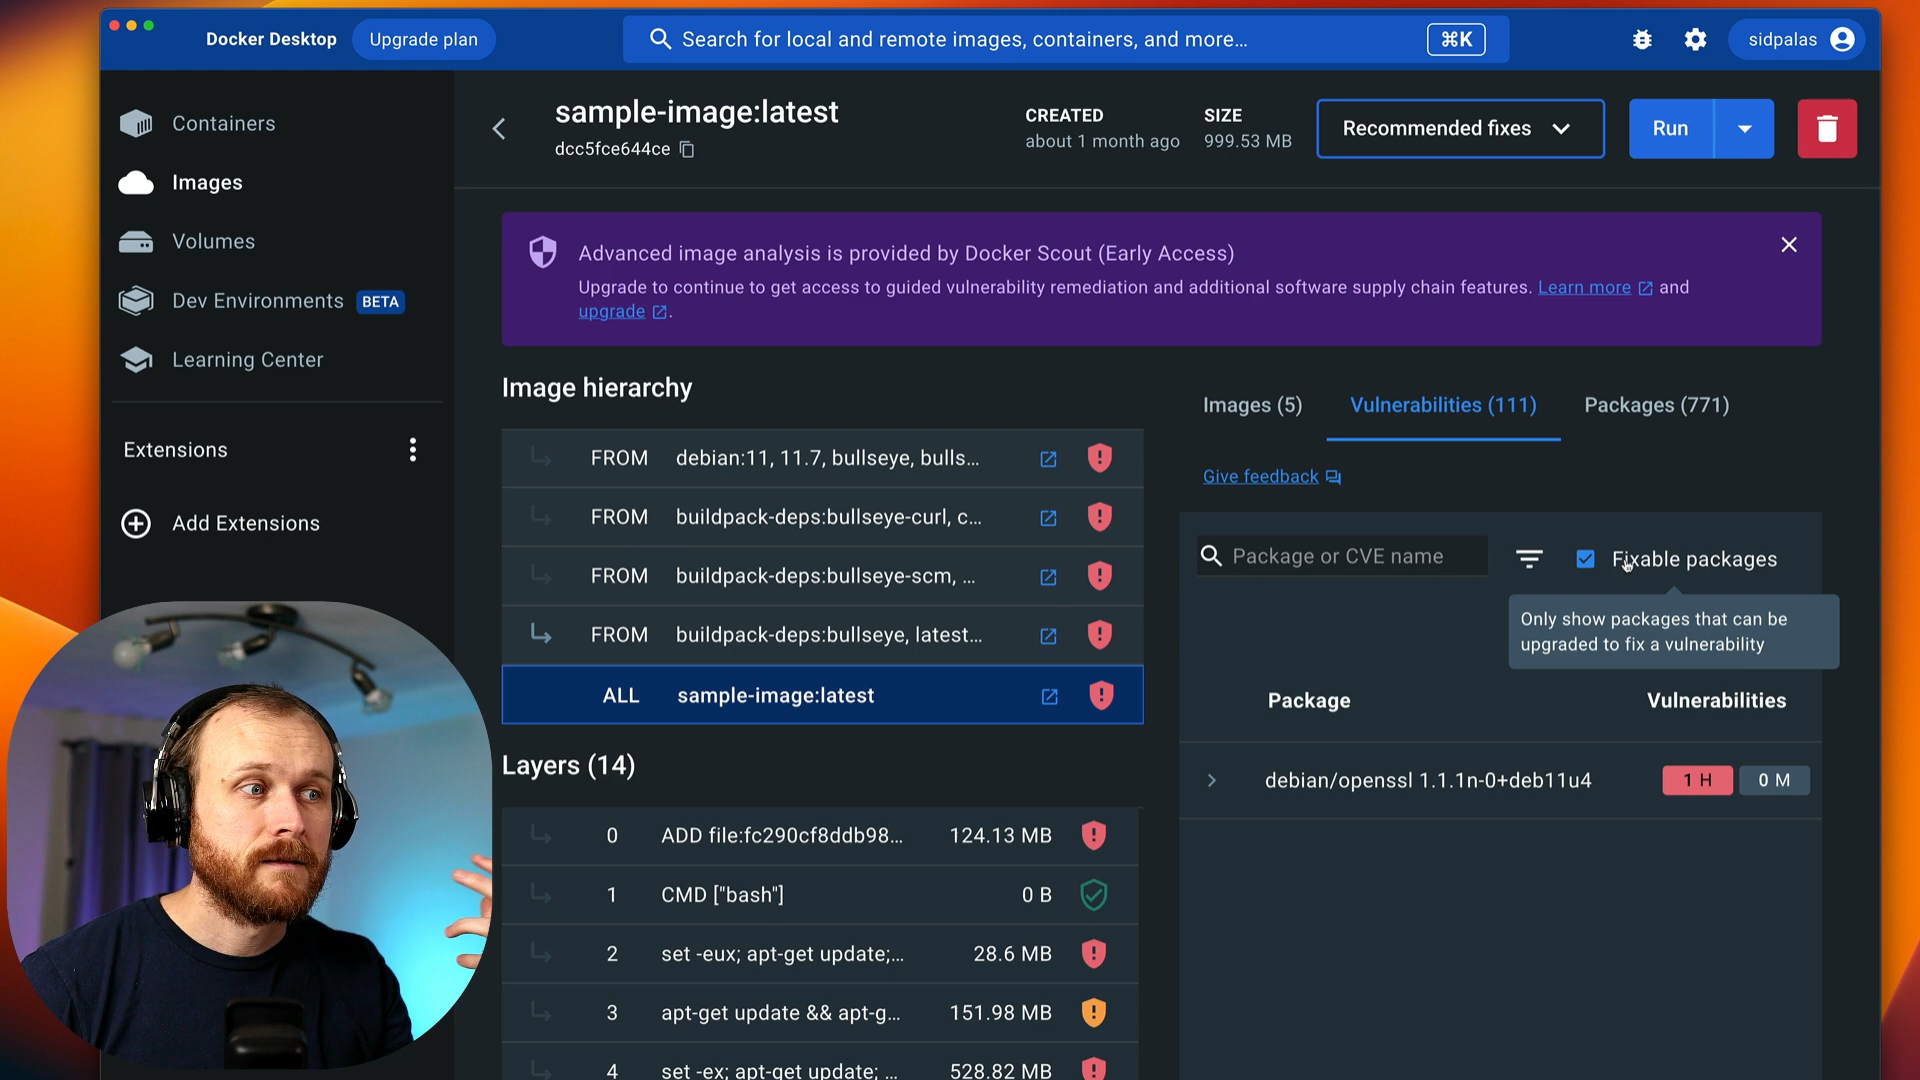 Docker Desktop
Upgrade plan
Search for local and remote images, containers, and more...
⌘K
sidpalas
Containers
Images
Volumes
Dev Environments BETA
Learning Center
Extensions
Add Extensions
sample-image:latest
dcc5fce644ce
CREATED
about 1 month ago
SIZE
999.53 MB
Recommended fixes
Run
Advanced image analysis is provided by Docker Scout (Early Access)
Upgrade to continue to get access to guided vulnerability remediation and additional software supply chain features. Learn more and
upgrade.
Image hierarchy
FROM debian:11, 11.7, bullseye, bulls...
FROM buildpack-deps:bullseye-curl, c...
FROM buildpack-deps:bullseye-scm, ...
FROM buildpack-deps:bullseye, latest...
ALL sample-image:latest
Layers (14)
0 ADD file:fc290cf8ddb98... 124.13 MB
1 CMD ["bash"] 0 B
2 set -eux; apt-get update;... 28.6 MB
3 apt-get update && apt-g... 151.98 MB
4 set -ex; apt-get update; ... 528.82 MB
Images (5)
Vulnerabilities (111)
Packages (771)
Give feedback
Package or CVE name
Fixable packages
Only show packages that can be
upgraded to fix a vulnerability
Package Vulnerabilities
debian/openssl 1.1.1n-0+deb11u4 1 H 0 M